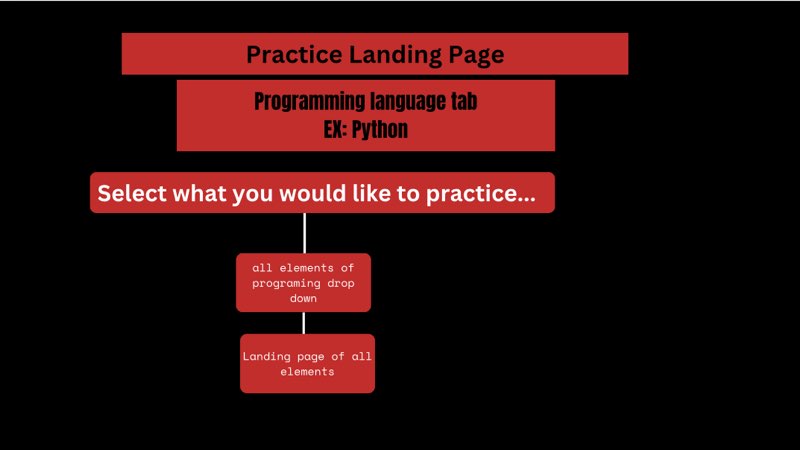 Practice Landing Page
Programming language tab
EX: Python
Select what you would like to practice...
all elements of
programing drop
down
Landing page of all
elements